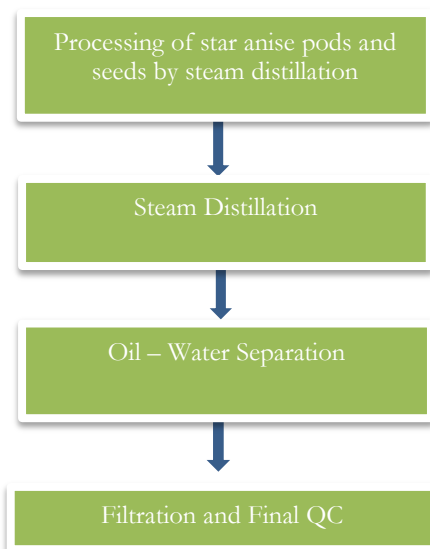 Processing of star anise pods and
seeds by steam distillation
Steam Distillation
Oil – Water Separation
Filtration and Final QC